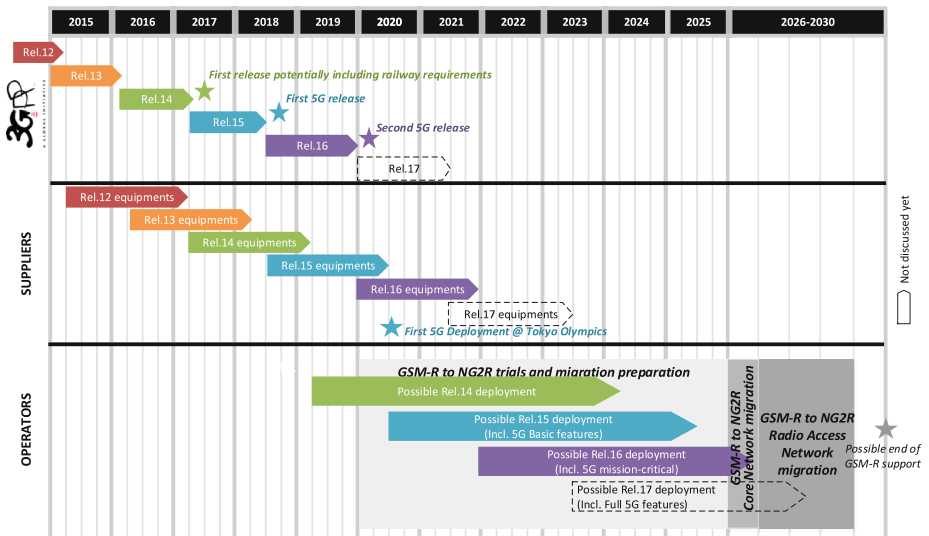 2015 2016 2017 2018 2019 2020 2021 2022 2023 2024 2025 2026-2030
Rel.12
First release potentially including railway requirements
Rel.13
Rel.14
First 5G release
Rel.15
Second 5G release
Rel.16
Rel.17
3GPP
A GLOBAL INITIATIVE
SUPPLIERS
Rel.12 equipments
Rel.13 equipments
Rel.14 equipments
Rel.15 equipments
Rel.16 equipments
Rel.17 equipments
First 5G Deployment @ Tokyo Olympics
Not discussed yet
OPERATORS
GSM-R to NG2R trials and migration preparation
Possible Rel.14 deployment
Possible Rel.15 deployment
(Incl. 5G Basic features)
Possible Rel.16 deployment
(Incl. 5G mission-critical)
Possible Rel.17 deployment
(Incl. Full 5G features)
GSM-R to NG2R
Core Network migration
GSM-R to NG2R
Radio Access
Network
migration
Possible end of
GSM-R support